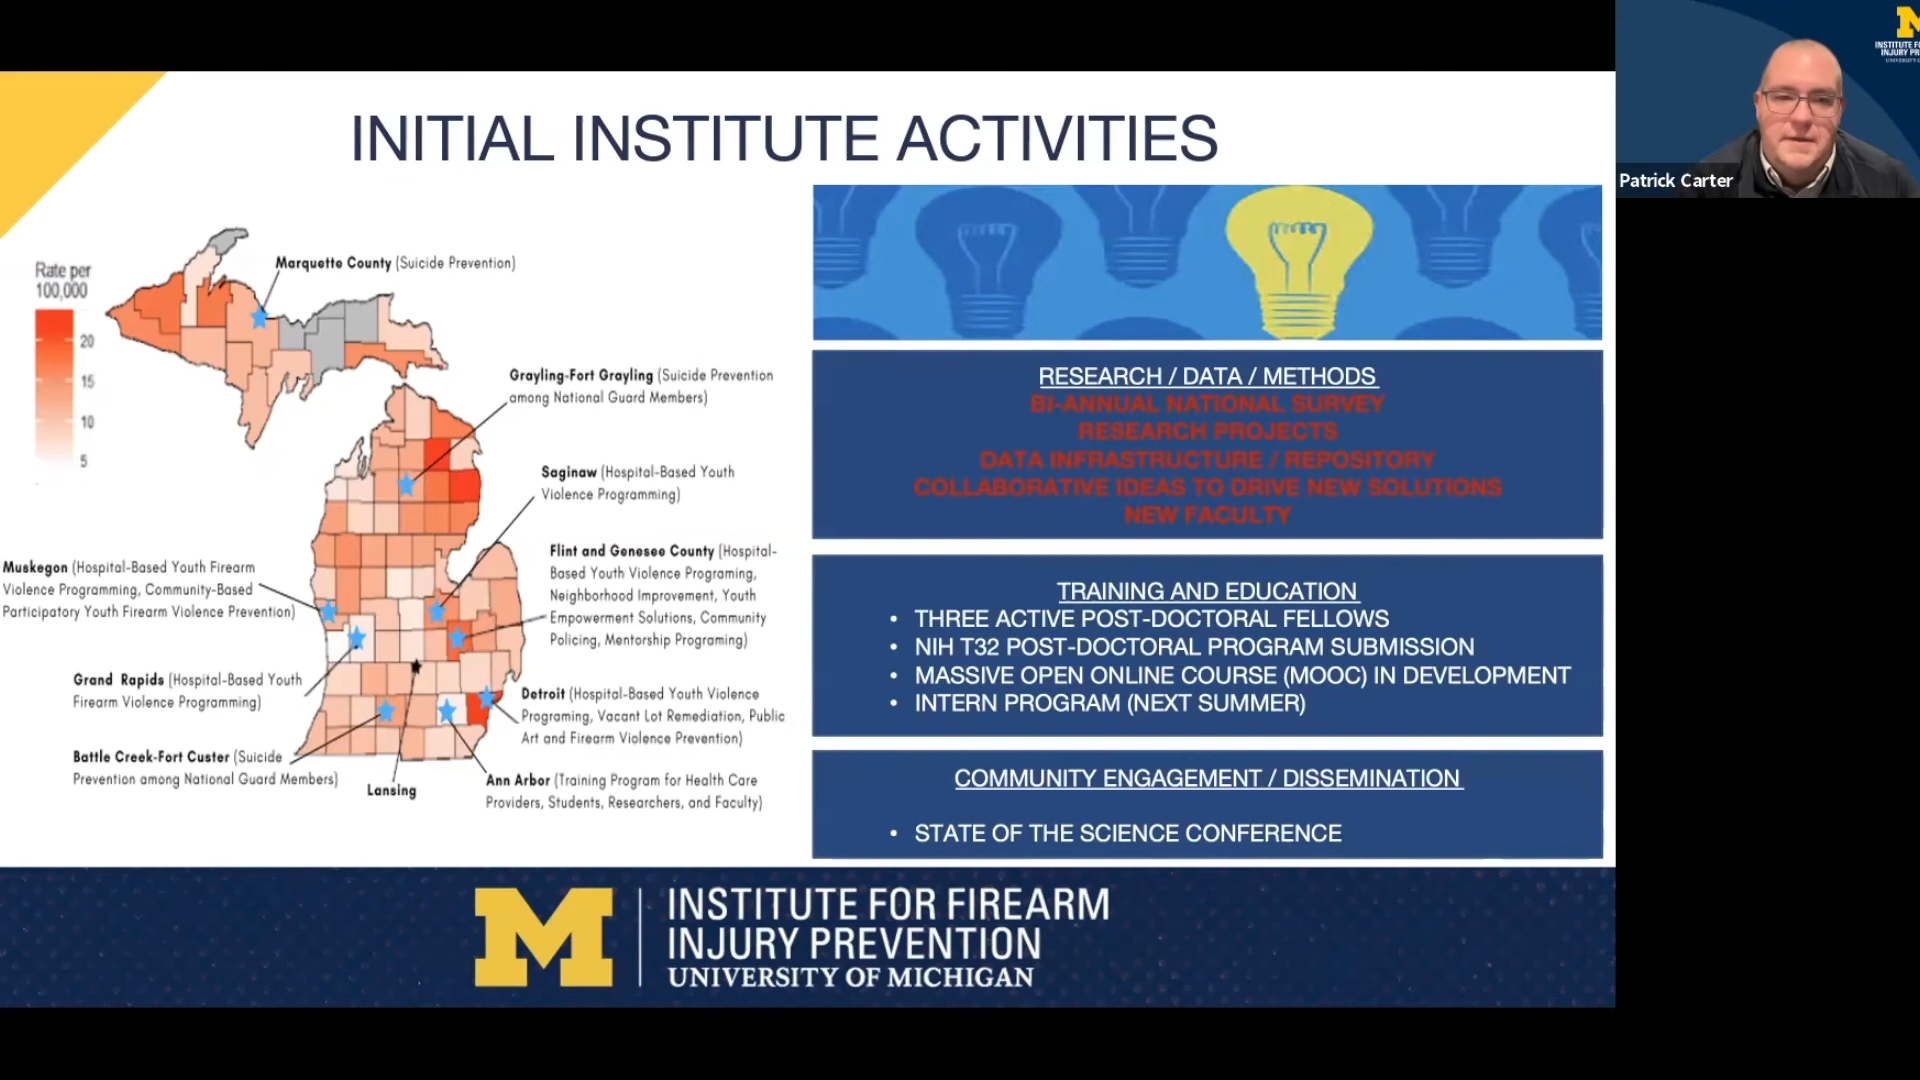 INITIAL INSTITUTE ACTIVITIES
Rate per
100,000
20
15
10
5
Marquette County (Suicide Prevention)
Grayling-Fort Grayling (Suicide Prevention
among National Guard Members)
Saginaw (Hospital-Based Youth
Violence Programming)
Flint and Genesee County (Hospital-
Based Youth Violence Programing,
Neighborhood Improvement, Youth
Empowerment Solutions, Community
Policing, Mentorship Programing)
Muskegon (Hospital-Based Youth Firearm
Violence Programming, Community-Based
Participatory Youth Firearm Violence Prevention)
Grand Rapids (Hospital-Based Youth
Firearm Violence Programming)
Detroit (Hospital-Based Youth Violence
Programing, Vacant Lot Remediation, Public
Art and Firearm Violence Prevention)
Battle Creek-Fort Custer (Suicide
Prevention among National Guard Members)
Lansing
Ann Arbor (Training Program for Health Care
Providers, Students, Researchers, and Faculty)
RESEARCH / DATA / METHODS
BI-ANNUAL NATIONAL SURVEY
RESEARCH PROJECTS
DATA INFRASTRUCTURE / REPOSITORY
COLLABORATIVE IDEAS TO DRIVE NEW SOLUTIONS
NEW FACULTY
TRAINING AND EDUCATION
• THREE ACTIVE POST-DOCTORAL FELLOWS
• NIH T32 POST-DOCTORAL PROGRAM SUBMISSION
• MASSIVE OPEN ONLINE COURSE (MOOC) IN DEVELOPMENT
• INTERN PROGRAM (NEXT SUMMER)
COMMUNITY ENGAGEMENT / DISSEMINATION
• STATE OF THE SCIENCE CONFERENCE
M
INSTITUTE FOR FIREARM
INJURY PREVENTION
UNIVERSITY OF MICHIGAN
M
INSTITUTE
INJURY
Patrick Carter